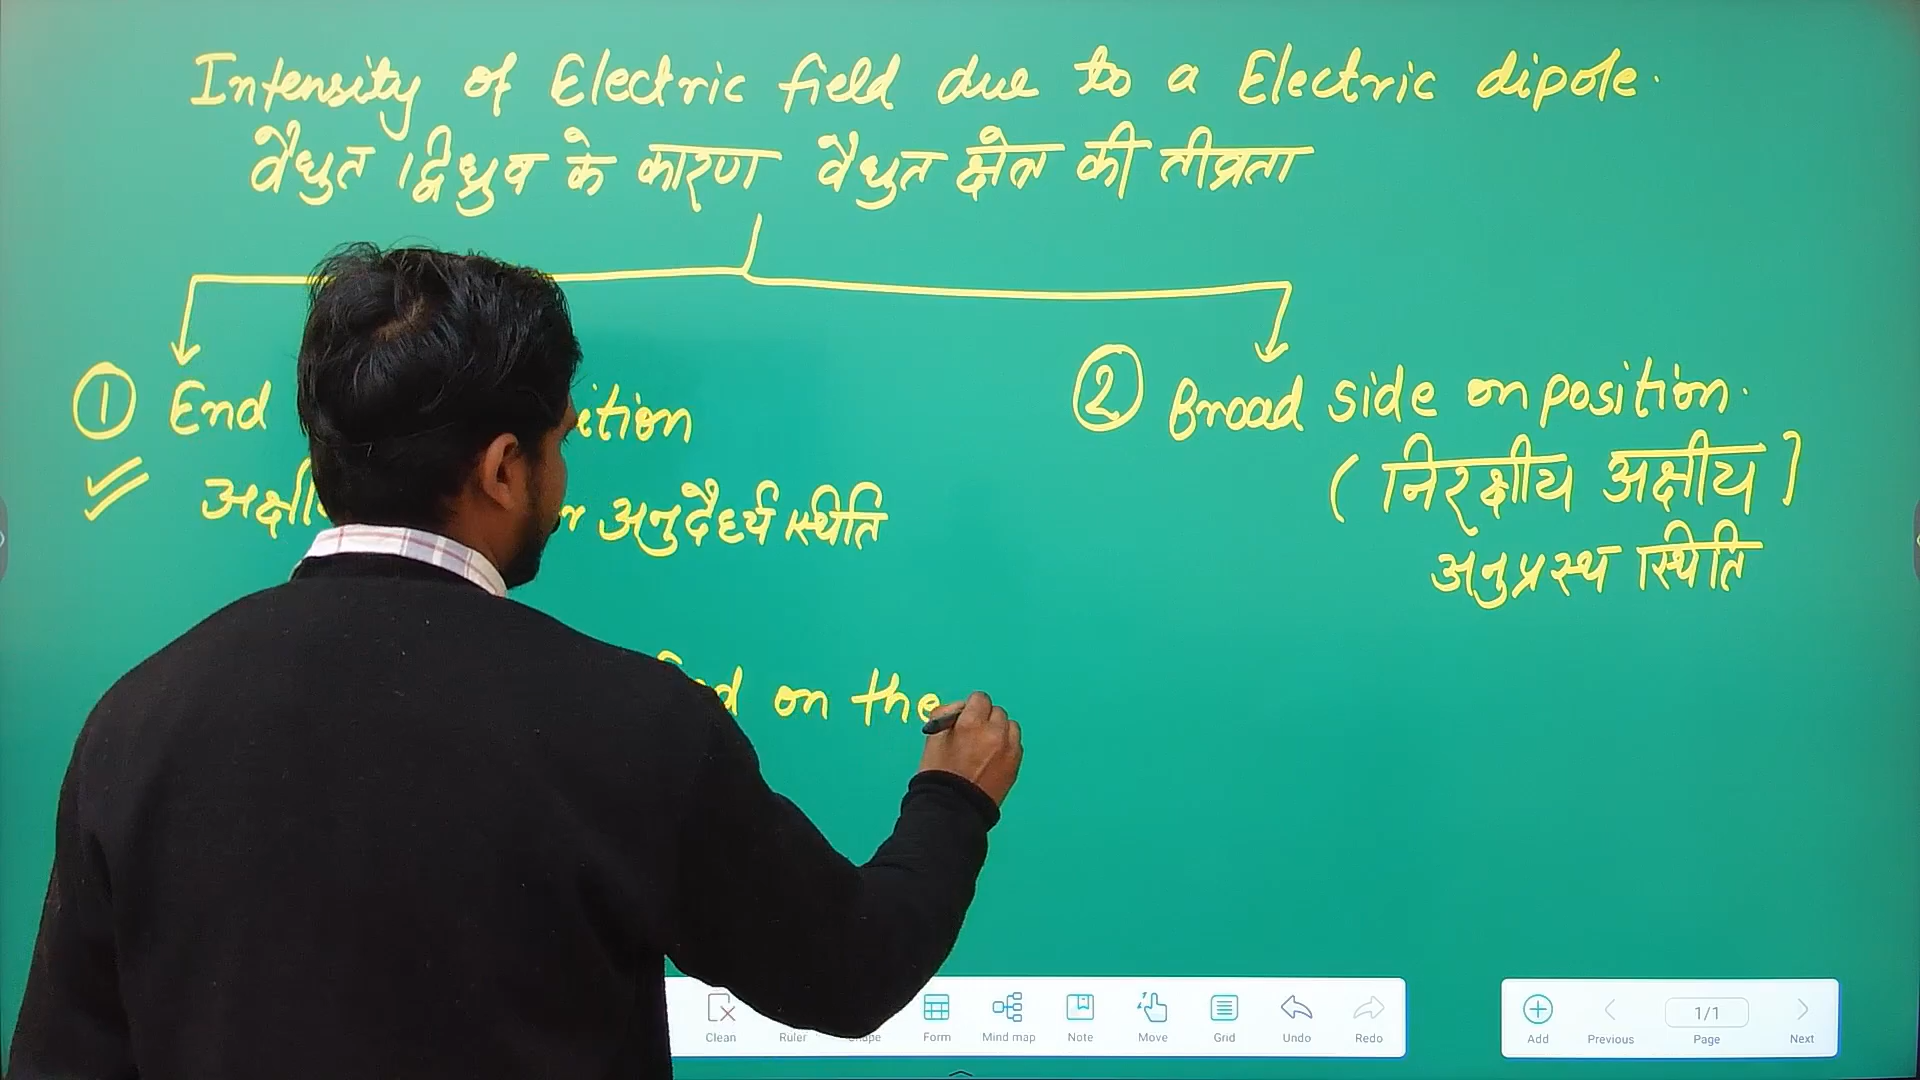 Intensity of Electric field due to a Electric dipole.
वैधुत द्विध्रुव के कारण वैधुत क्षेत्र की तीव्रता
① End ition
② Broad side on position.
अनुदैर्ध्य स्थिति
( निरक्षीय अक्षीय ]
अनुप्रस्थ स्थिति
on the
Clean Ruler Form Mind map Note Move Grid Undo Redo
Add Previous 1/1 Page Next